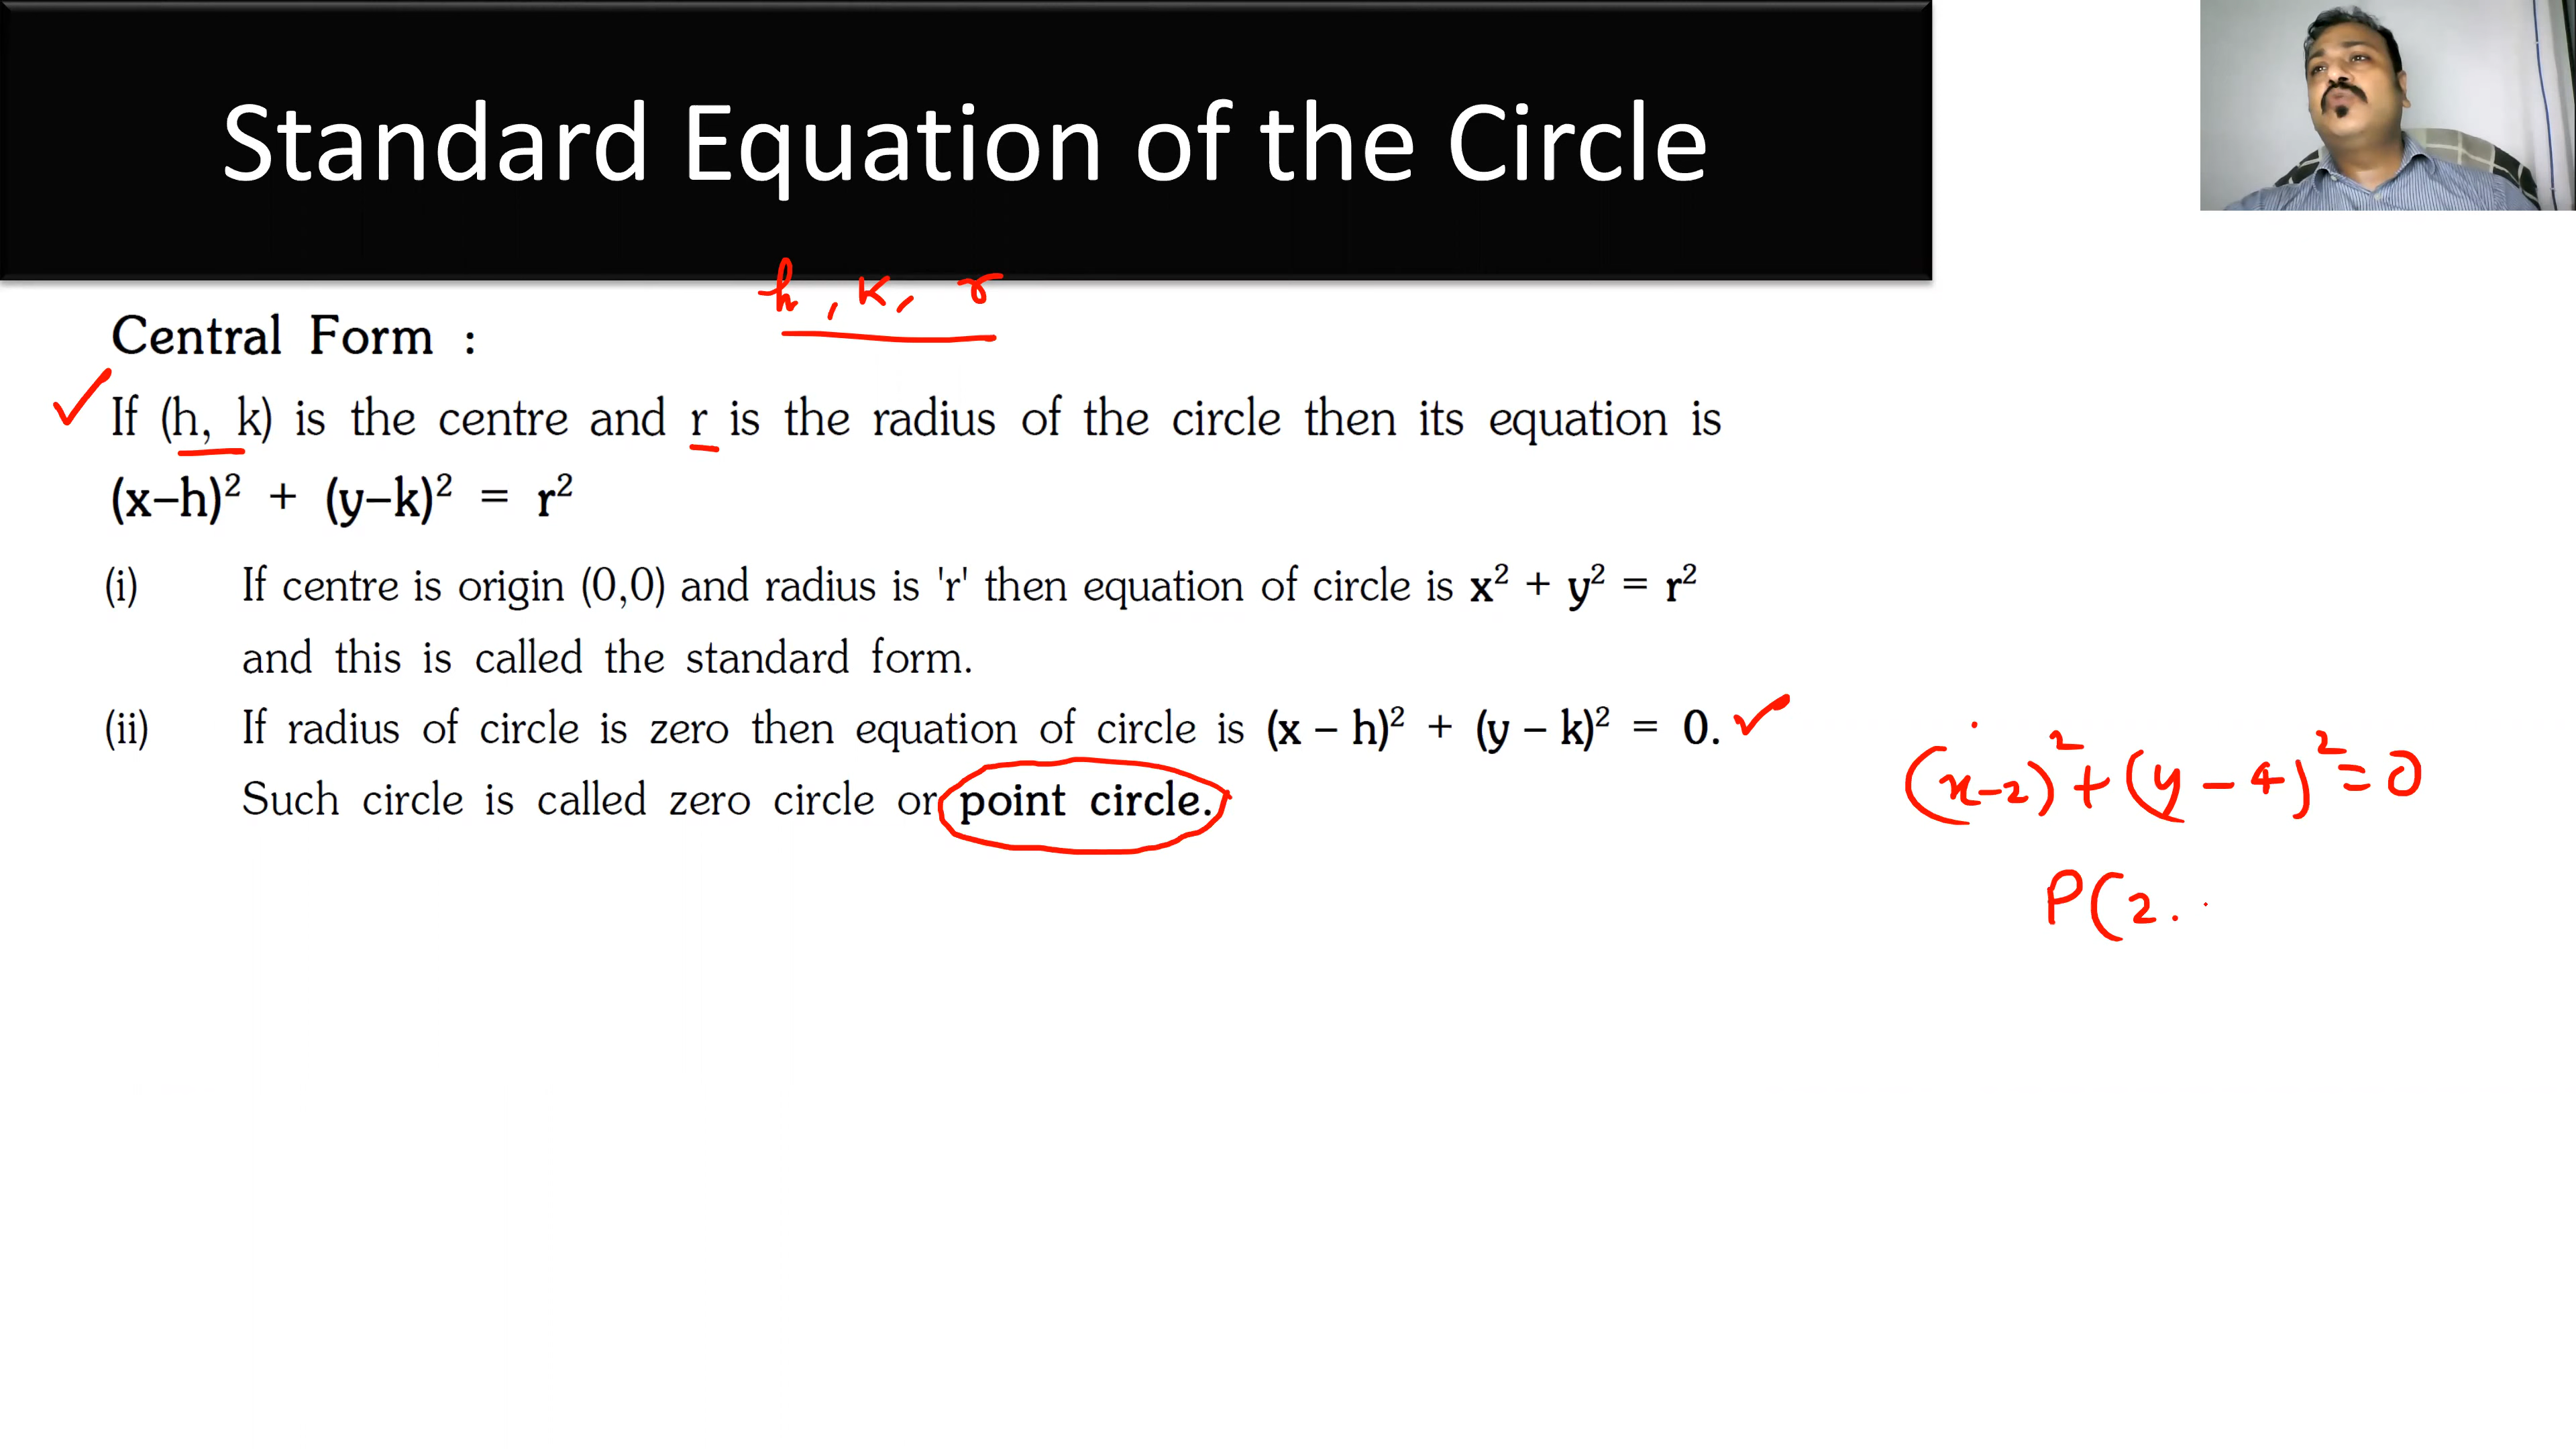 Standard Equation of the Circle
h, k, r
Central Form :
If (h, k) is the centre and r is the radius of the circle then its equation is
(x–h)² + (y–k)² = r²
(i) If centre is origin (0,0) and radius is 'r' then equation of circle is x² + y² = r²
and this is called the standard form.
(ii) If radius of circle is zero then equation of circle is (x – h)² + (y – k)² = 0.
Such circle is called zero circle or point circle.
(x-2)² + (y-4)² = 0
P(2.